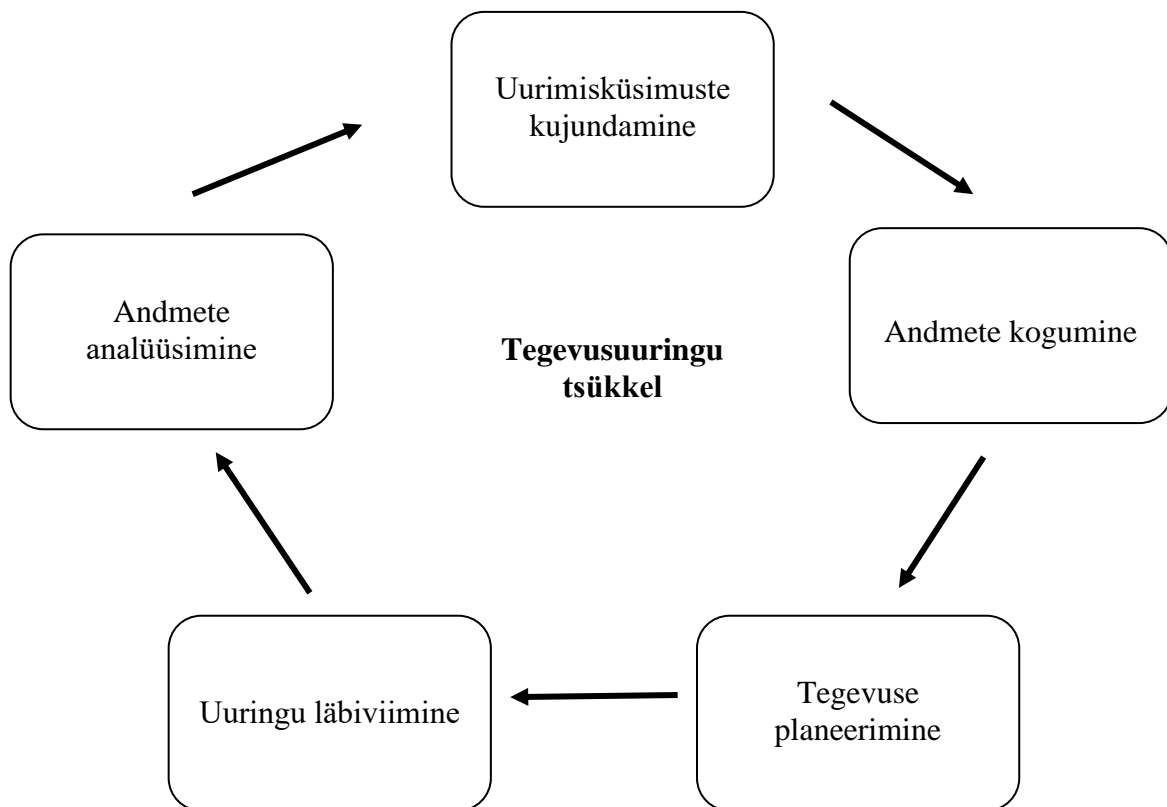 Uurimisküsimuste
kujundamine
Andmete kogumine
Tegevuse
planeerimine
Uuringu läbiviimine
Andmete
analüüsimine
Tegevusuuringu
tsükkel